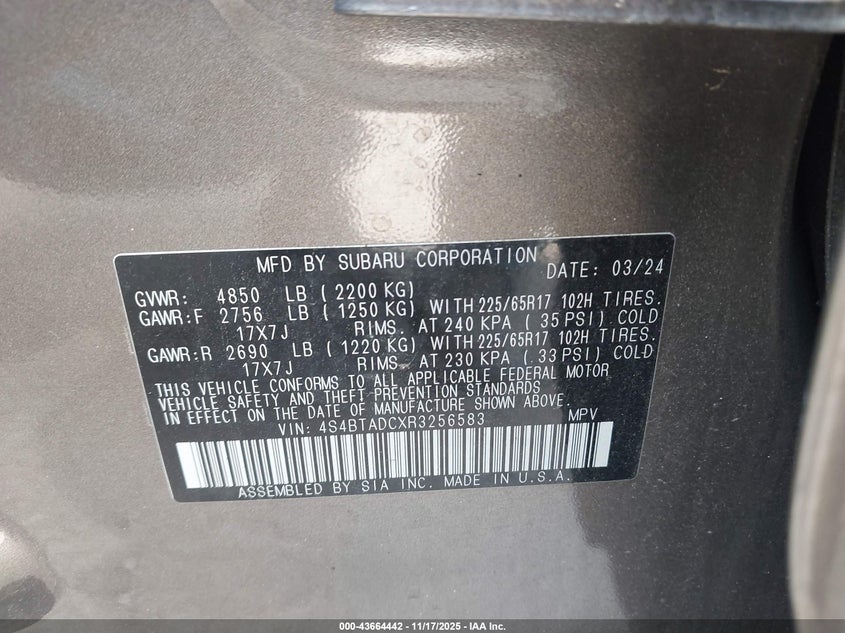 MFD BY SUBARU CORPORATION DATE: 03/24
GVWR: 4850 LB ( 2200 KG)
GAWR:F 2756 LB ( 1250 KG) WITH 225/65R17 102H TIRES.
17X7J RIMS. AT 240 KPA ( 35 PSI) COLD
GAWR:R 2690 LB ( 1220 KG) WITH 225/65R17 102H TIRES.
17X7J RIMS. AT 230 KPA ( 33 PSI) COLD
THIS VEHICLE CONFORMS TO ALL APPLICABLE FEDERAL MOTOR
VEHICLE SAFETY AND THEFT PREVENTION STANDARDS
IN EFFECT ON THE DATE OF MANUFACTURE SHOWN ABOVE.
VIN: 4S4BTADCXR3256583 MPV
ASSEMBLED BY SIA INC. MADE IN U.S.A.
000-43664442 - 11/17/2025 - IAA Inc.